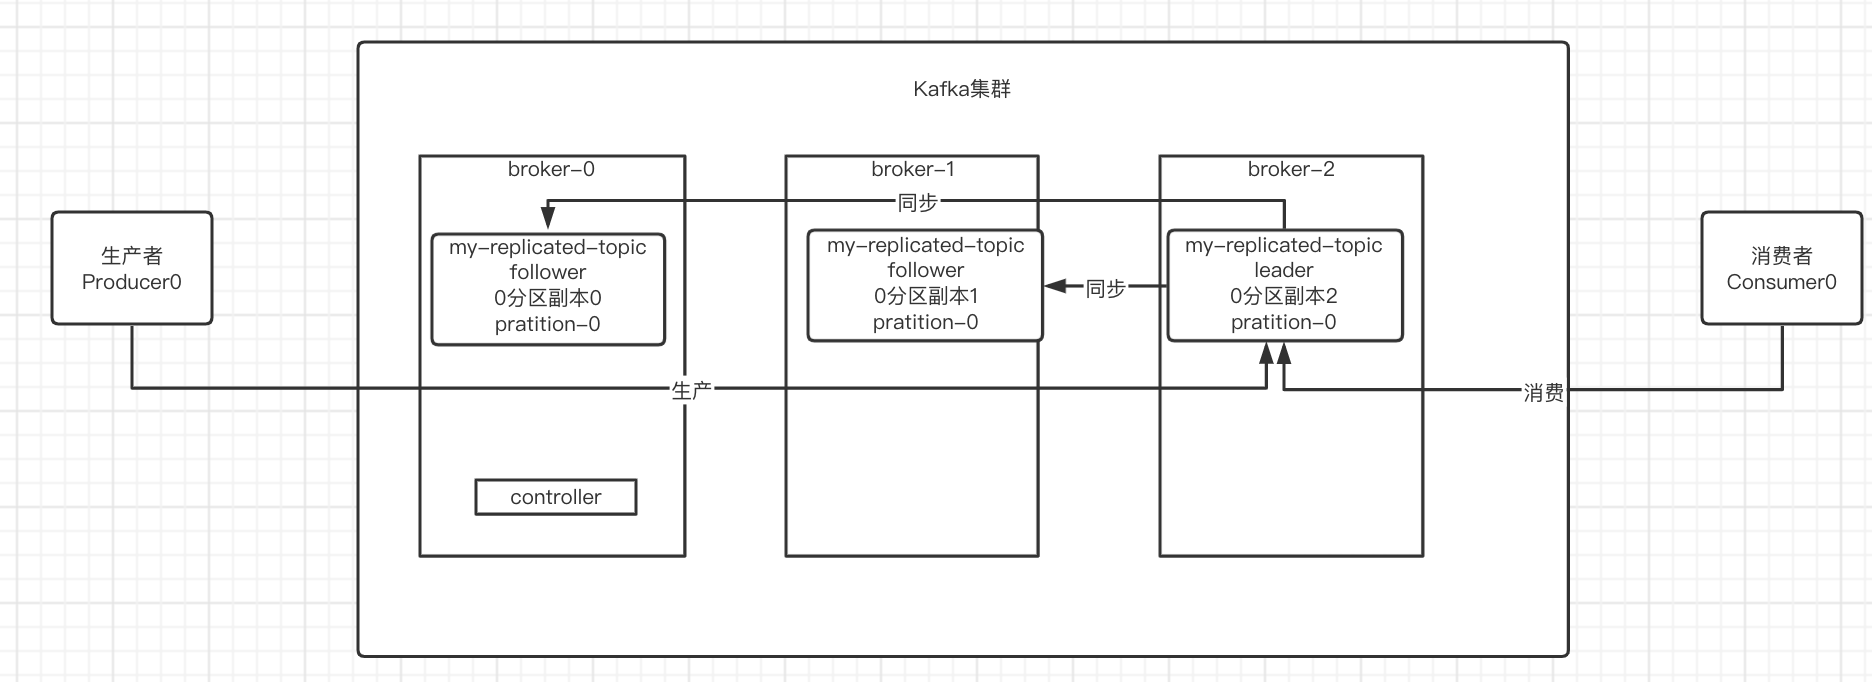 Kafka集群
broker-0
broker-1
broker-2
同步
生产者
Producer0
my-replicated-topic
follower
0分区副本0
pratition-0
my-replicated-topic
follower
0分区副本1
pratition-0
同步
my-replicated-topic
leader
0分区副本2
pratition-0
消费者
Consumer0
生产
消费
controller